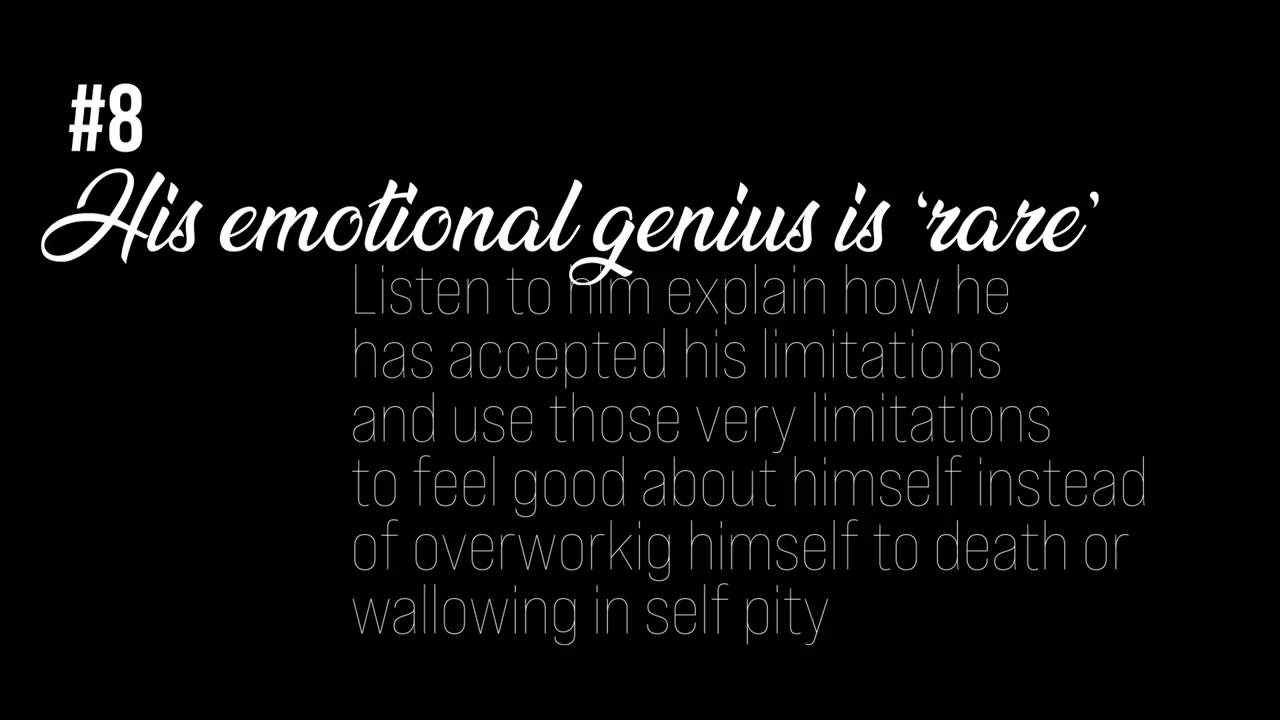 #8
His emotional genius is ‘rare’
Listen to him explain how he
has accepted his limitations
and use those very limitations
to feel good about himself instead
of overworkig himself to death or
wallowing in self pity